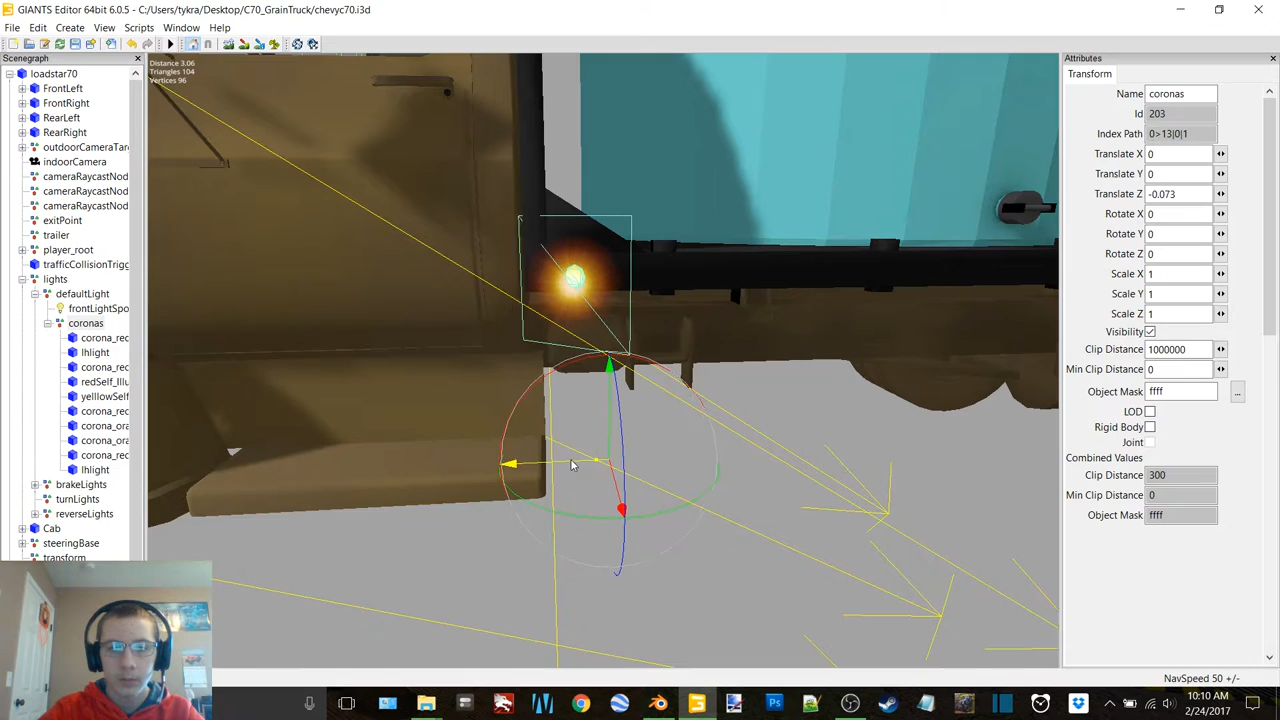 GIANTS Editor 64bit v6.0.5 - C:/Users/tykra/Desktop/C70_GrainTruck/chevyc70.i3d
File Edit Create View Scripts Window Help
Scenegraph
loadstar70
FrontLeft
FrontRight
RearLeft
RearRight
outdoorCameraTar
indoorCamera
cameraRaycastNod
cameraRaycastNod
cameraRaycastNod
exitPoint
trailer
player_root
trafficCollisionTrigg
lights
defaultLight
frontLightSpo
coronas
corona_rec
lhlight
corona_rec
redSelf_Illu
yelllowSelf
corona_rec
corona_ora
corona_ora
corona_rec
lhlight
brakeLights
turnLights
reverseLights
Cab
steeringBase
transform
Distance 3.06
Triangles 104
Vertices 96
Attributes
Transform
Name coronas
Id 203
Index Path 0>13|0|1
Translate X 0
Translate Y 0
Translate Z -0.073
Rotate X 0
Rotate Y 0
Rotate Z 0
Scale X 1
Scale Y 1
Scale Z 1
Visibility
Clip Distance 1000000
Min Clip Distance 0
Object Mask ffff ...
LOD
Rigid Body
Joint
Combined Values
Clip Distance 300
Min Clip Distance 0
Object Mask ffff
NavSpeed 50 +/-
10:10 AM
2/24/2017